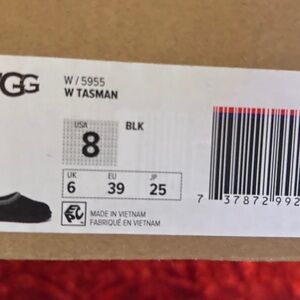 UGG
W / 5955
W TASMAN
USA
8
BLK
UK EU JP
6 39 25
MADE IN VIETNAM
FABRIQUÉ EN VIETNAM
7 37872 992